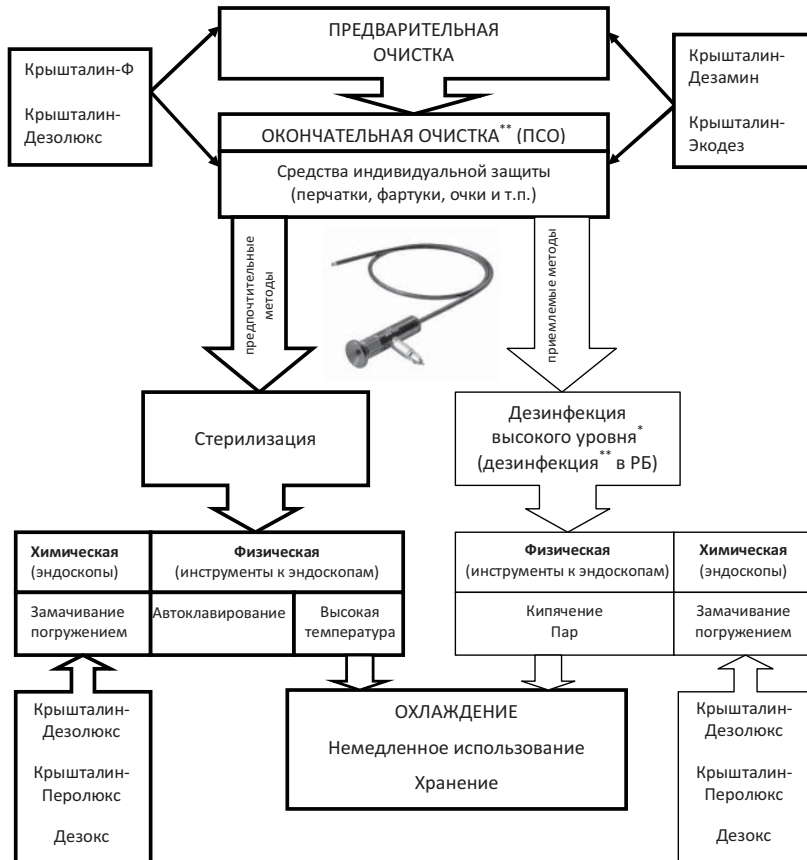 ПРЕДВАРИТЕЛЬНАЯ
ОЧИСТКА
Крышталин-Ф
Крышталин-
Дезолюкс
Крышталин-
Дезамин
Крышталин-
Экодез
ОКОНЧАТЕЛЬНАЯ ОЧИСТКА** (ПСО)
Средства индивидуальной защиты
(перчатки, фартуки, очки и т.п.)
предпочтительные
методы
приемлемые методы
Стерилизация
Дезинфекция
высокого уровня*
(дезинфекция** в РБ)
Химическая
(эндоскопы)
Физическая
(инструменты к эндоскопам)
Замачивание
погружением
Автоклавирование
Высокая
температура
Физическая
(инструменты к эндоскопам)
Химическая
(эндоскопы)
Кипячение
Пар
Замачивание
погружением
Крышталин-
Дезолюкс
Крышталин-
Перолюкс
Дезокс
ОХЛАЖДЕНИЕ
Немедленное использование
Хранение
Крышталин-
Дезолюкс
Крышталин-
Перолюкс
Дезокс